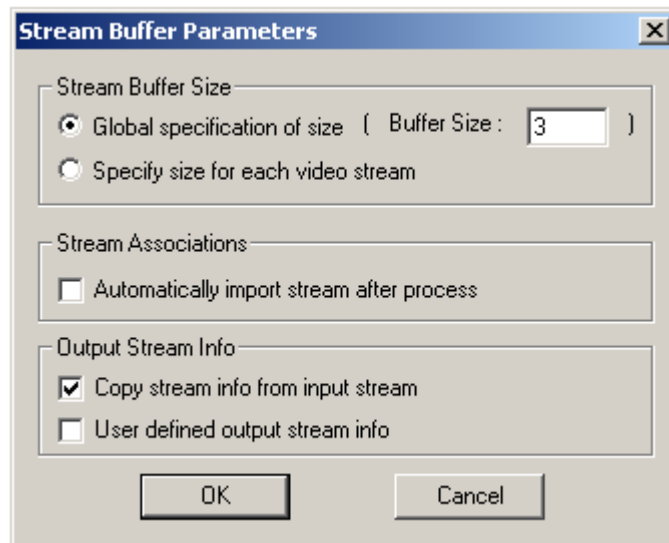 Stream Buffer Parameters
Stream Buffer Size
Global specification of size ( Buffer Size : 3 )
Specify size for each video stream
Stream Associations
Automatically import stream after process
Output Stream Info
Copy stream info from input stream
User defined output stream info
OK Cancel